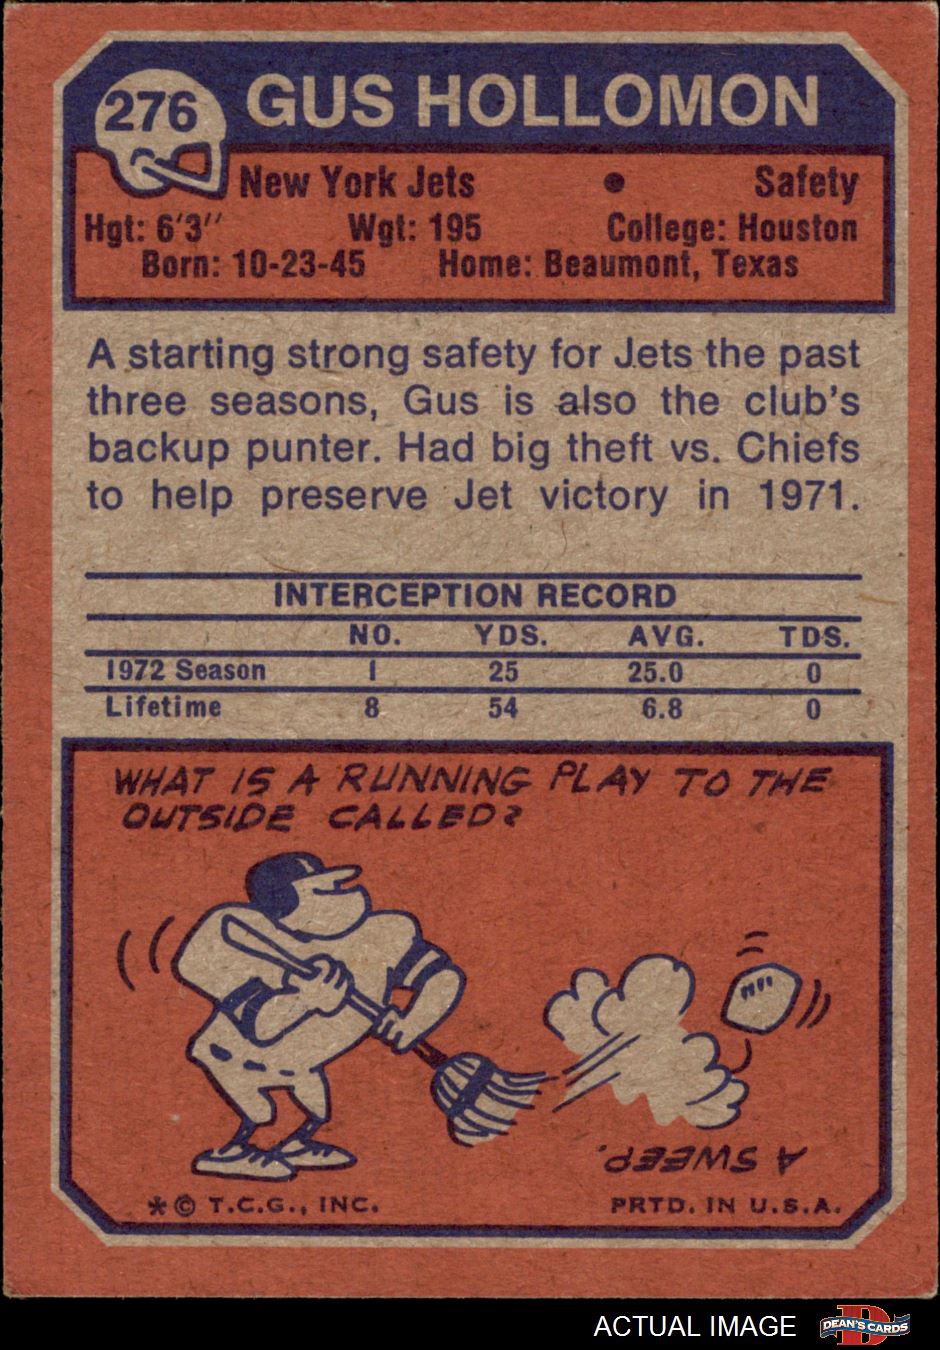 276
GUS HOLLOMON
New York Jets • Safety
Hgt: 6'3" Wgt: 195 College: Houston
Born: 10-23-45 Home: Beaumont, Texas
A starting strong safety for Jets the past
three seasons, Gus is also the club's
backup punter. Had big theft vs. Chiefs
to help preserve Jet victory in 1971.
INTERCEPTION RECORD
NO. YDS. AVG. TDS.
1972 Season 1 25 25.0 0
Lifetime 8 54 6.8 0
WHAT IS A RUNNING PLAY TO THE
OUTSIDE CALLED?
A SWEEP.
* © T.C.G., INC. PRTD. IN U.S.A.
ACTUAL IMAGE
DEAN'S CARDS